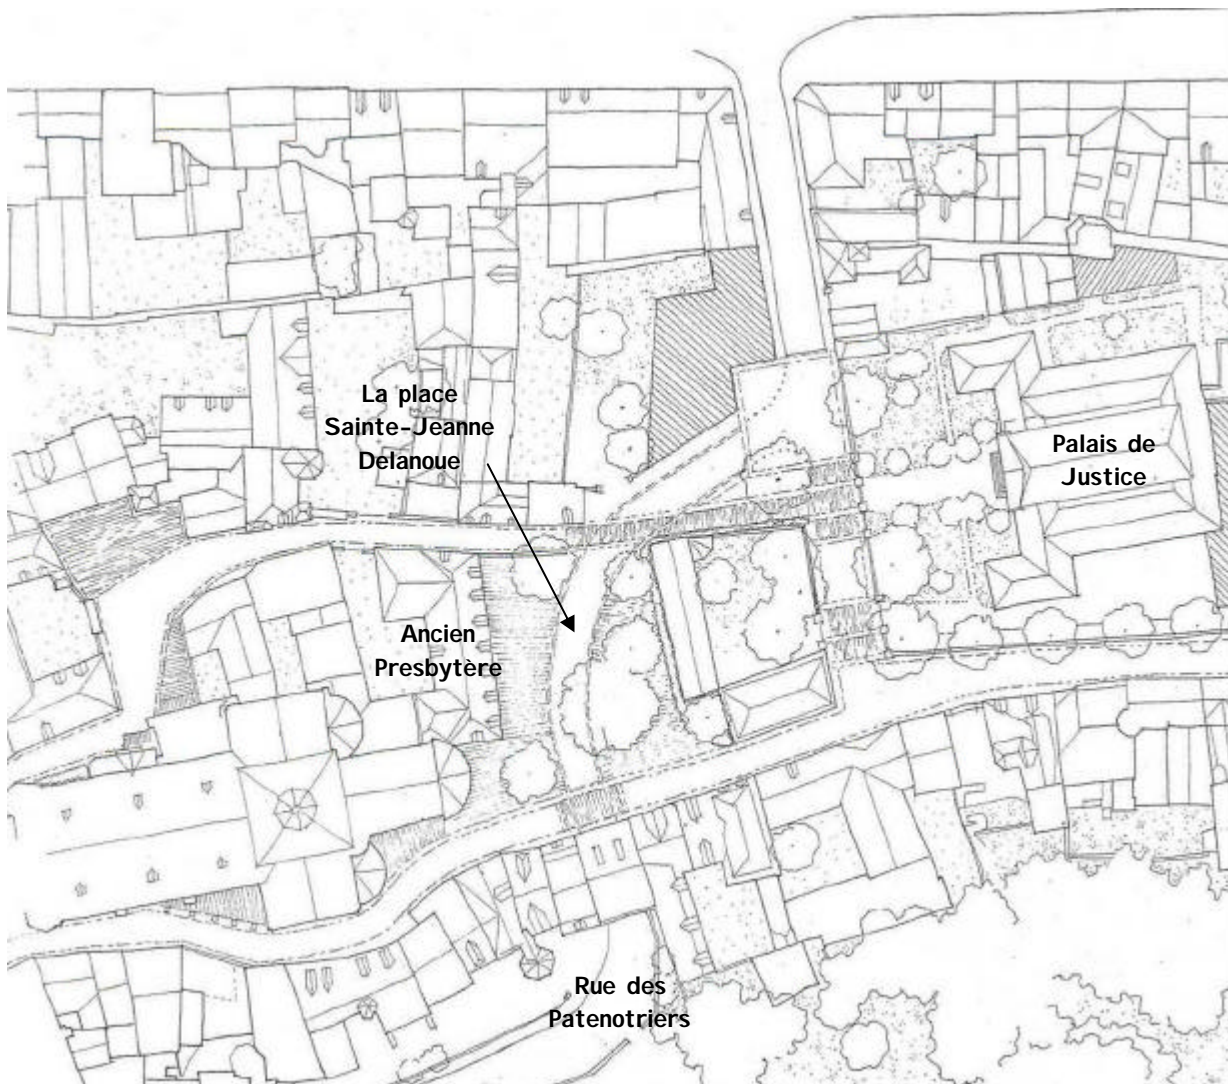 La place
Sainte-Jeanne
Delanoue
Palais de
Justice
Ancien
Presbytère
Rue des
Patenotriers